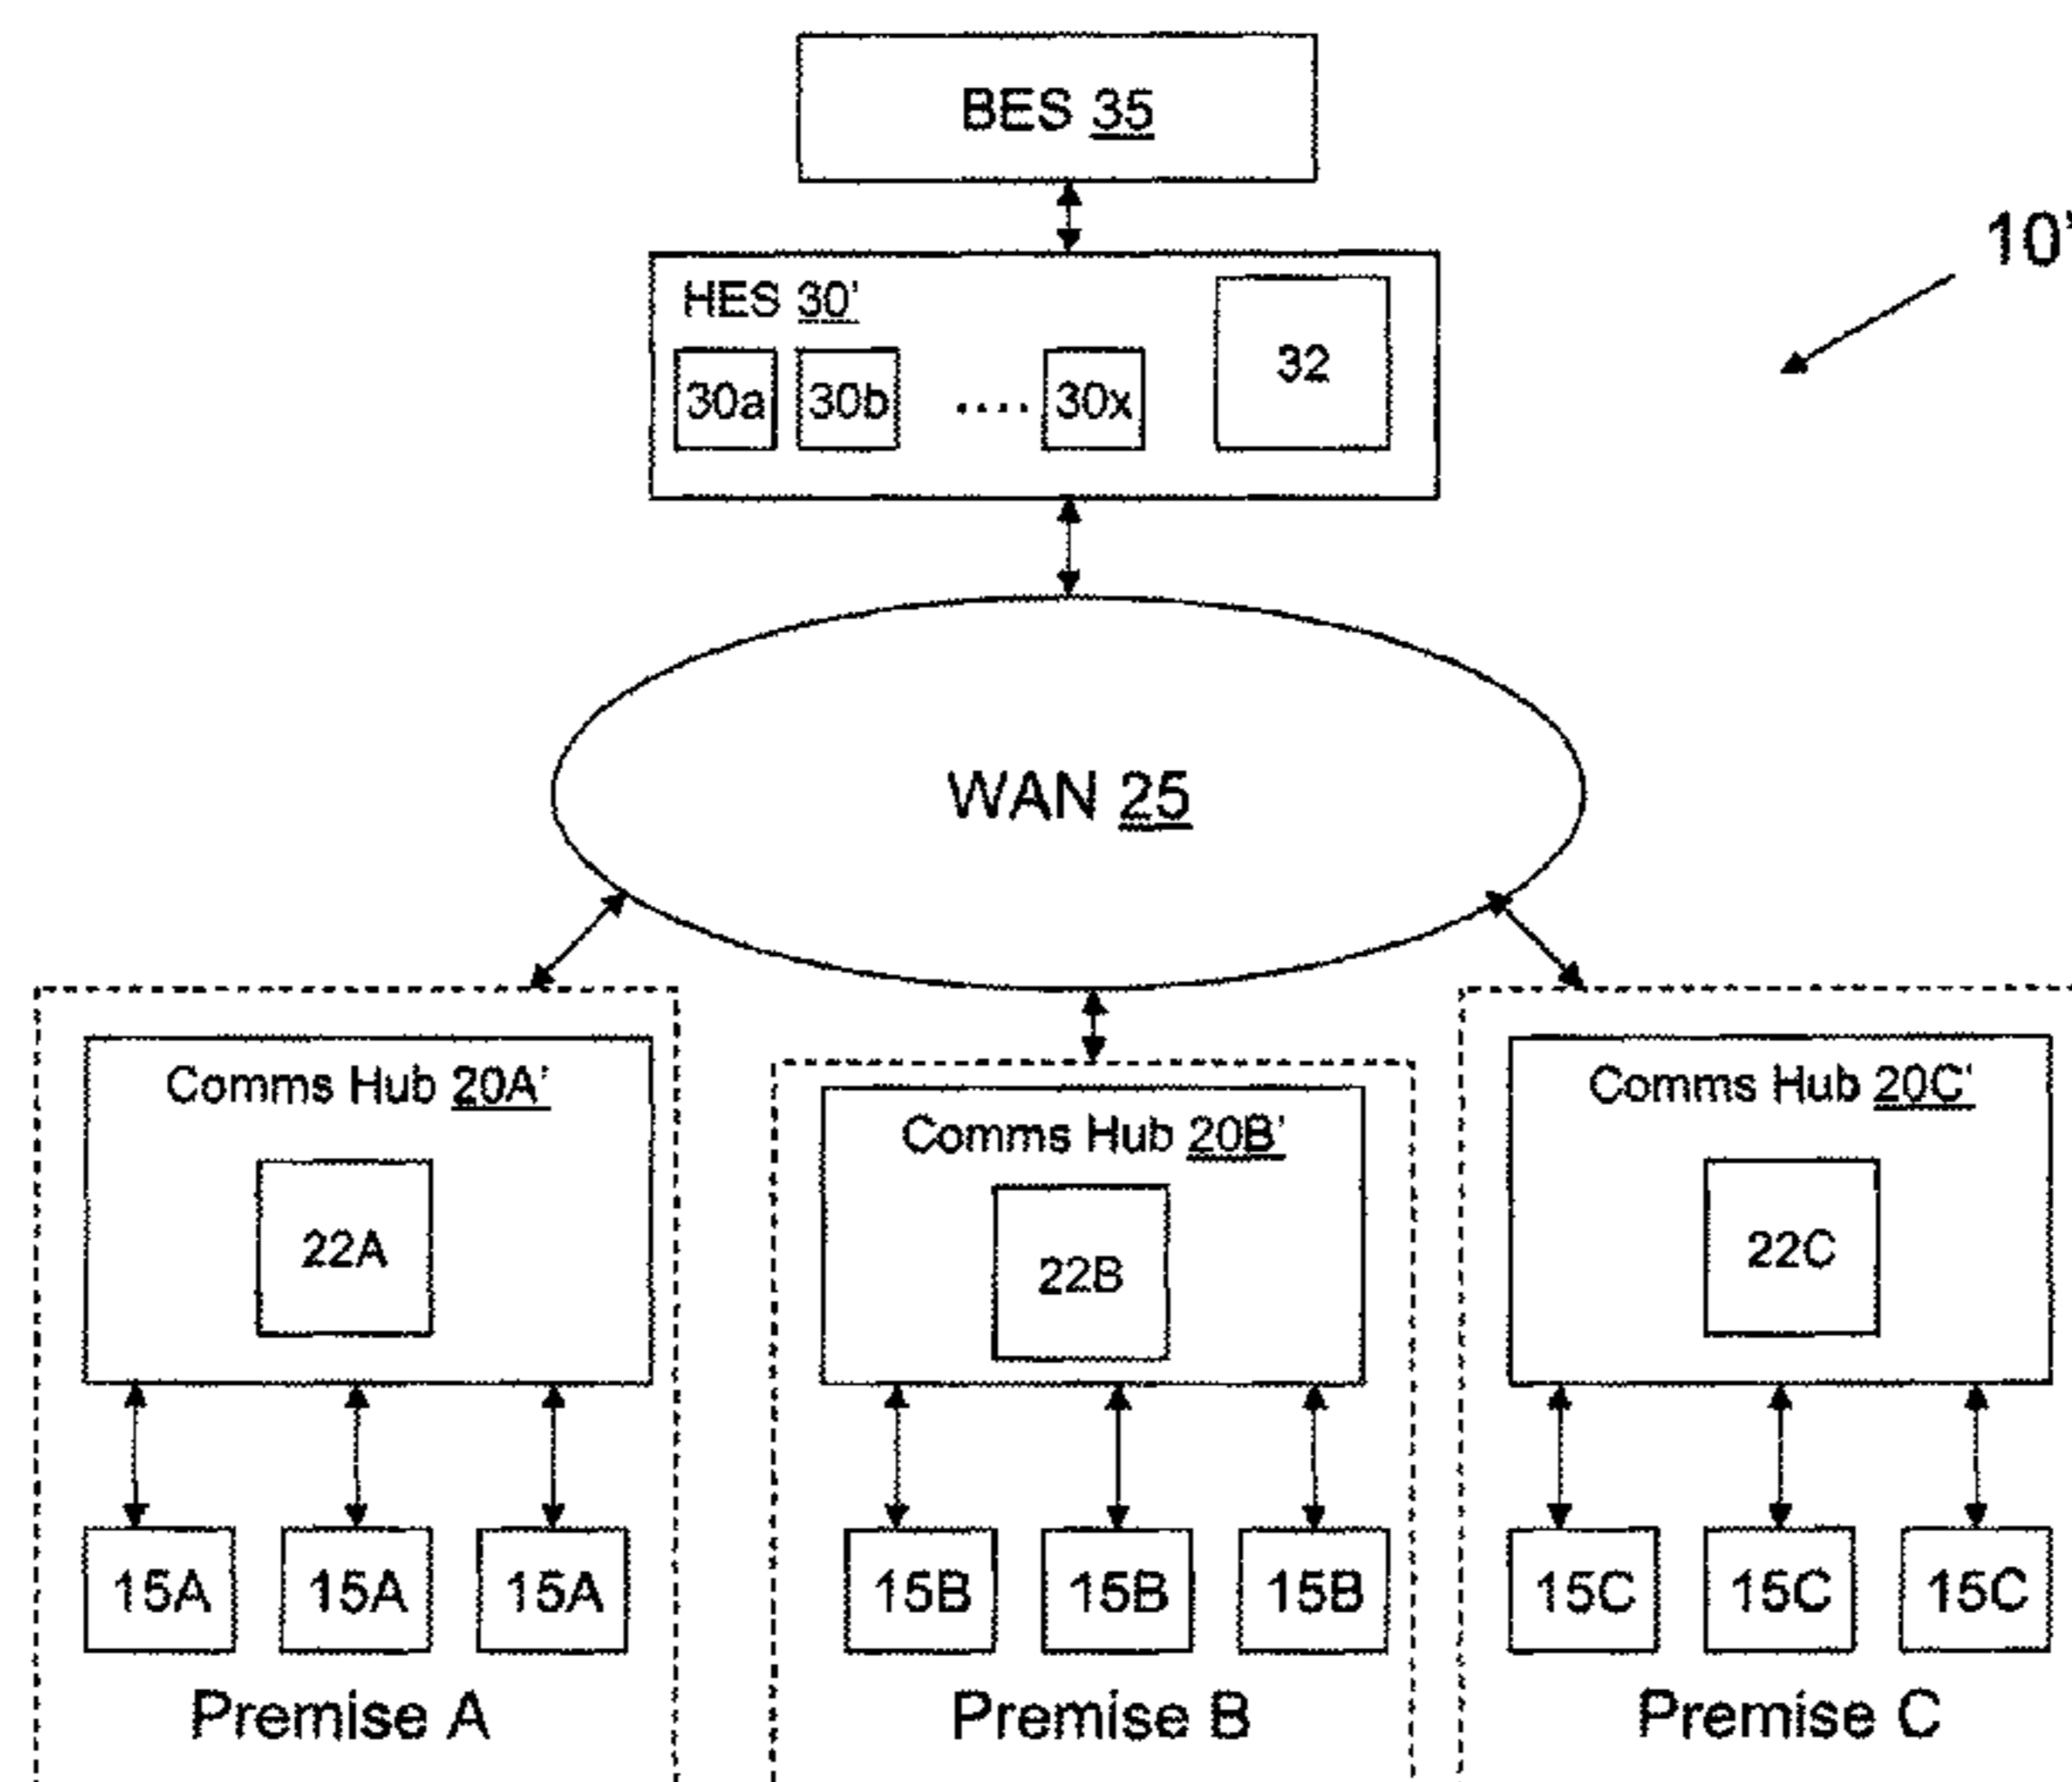 BES 35
10'
HES 30'
32
30a 30b .... 30x
WAN 25
Comms Hub 20A'
Comms Hub 20B'
Comms Hub 20C'
22A
22B
22C
15A 15A 15A
15B 15B 15B
15C 15C 15C
Premise A
Premise B
Premise C